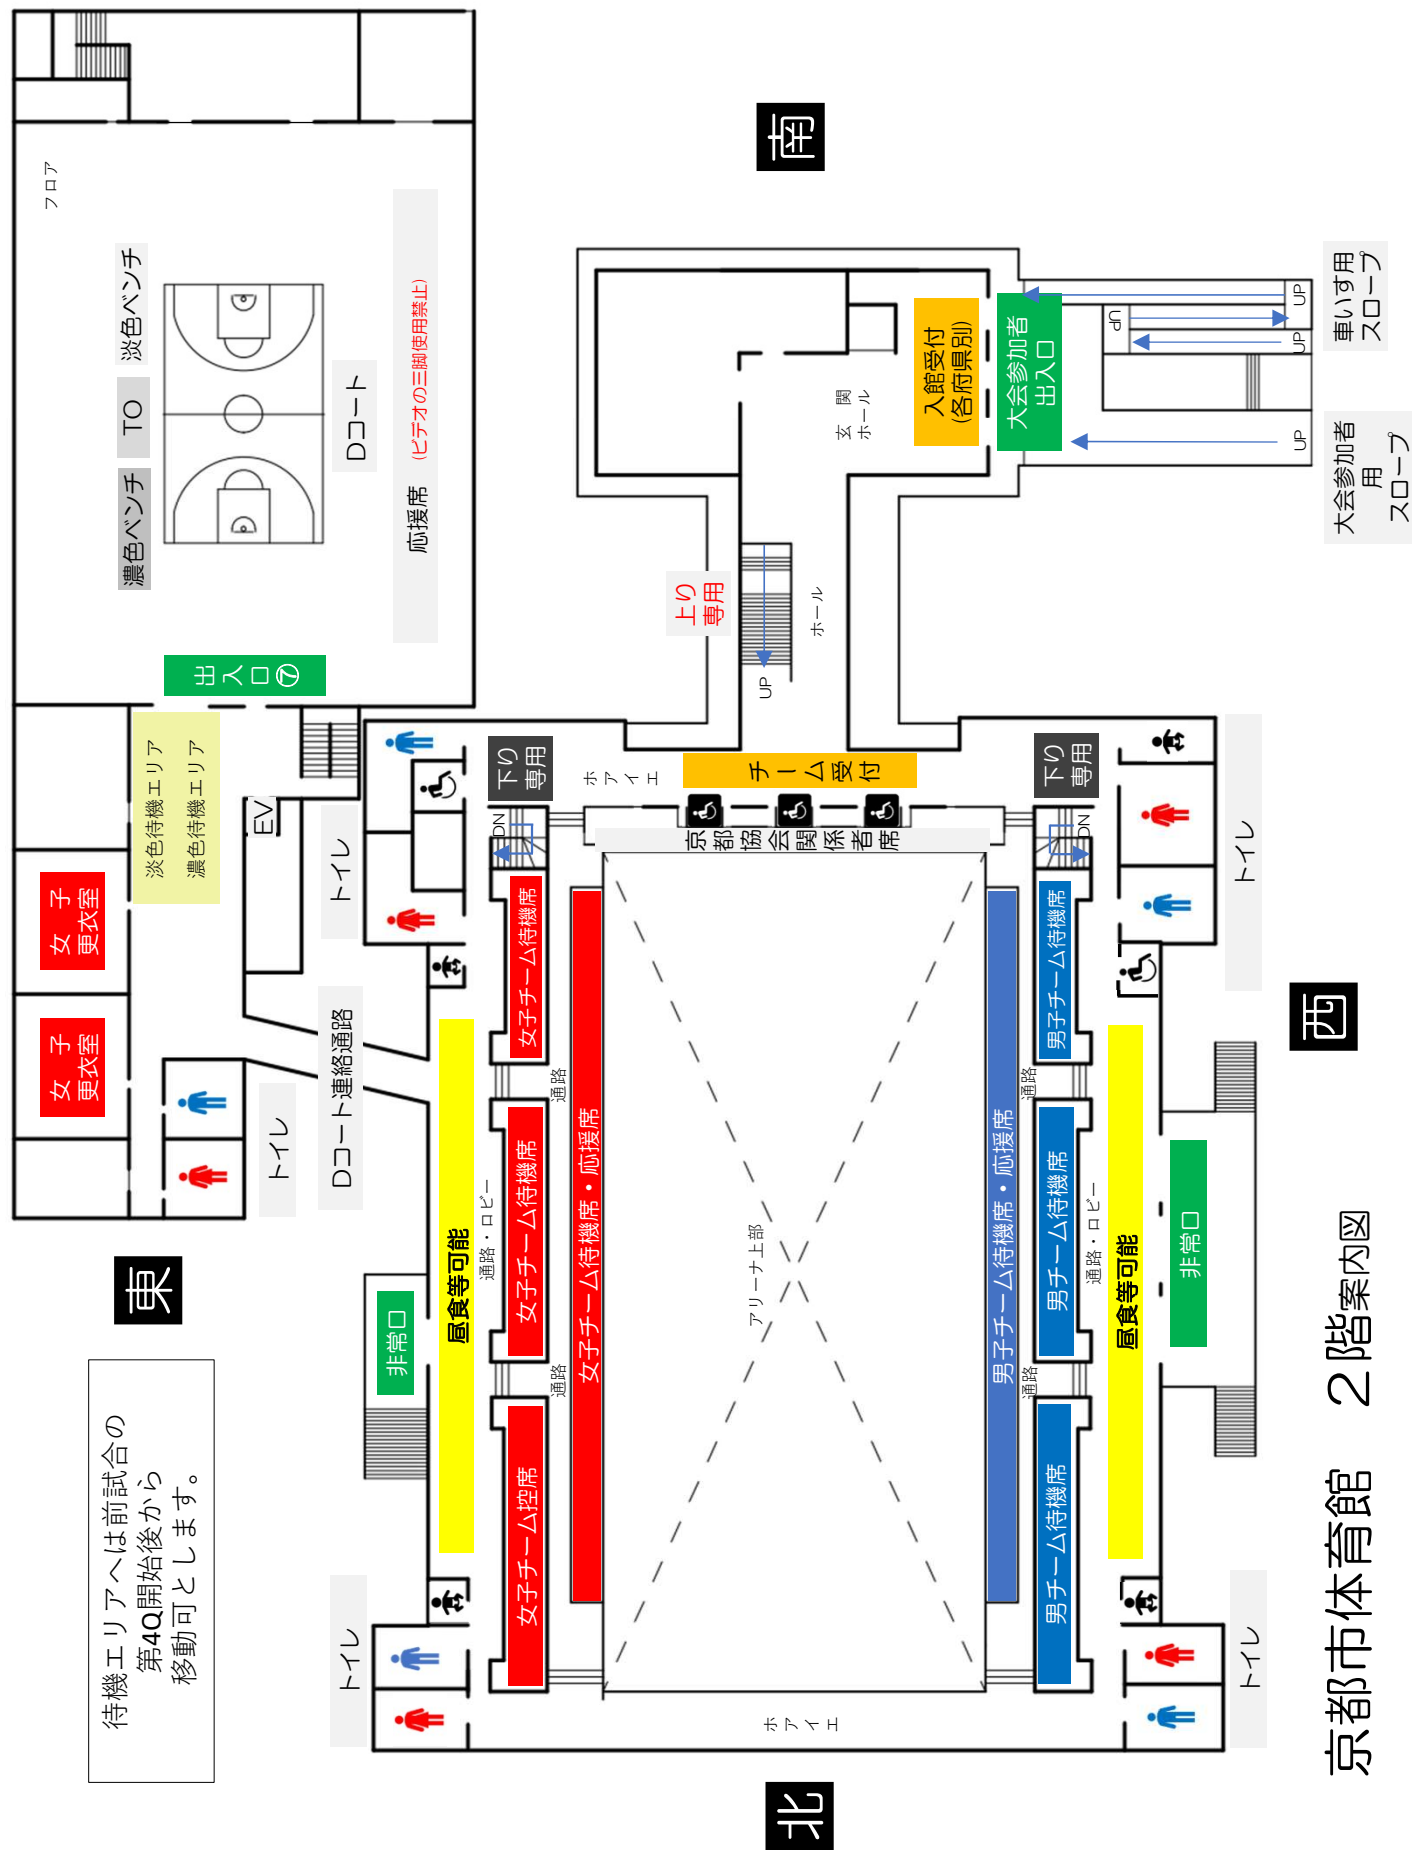 待機エリアへは前試合の
第4Q開始後から
移動可とします。
東
女 子
更衣室
女 子
更衣室
フロア
濃色ベンチ
TO
淡色ベンチ
淡色待機エリア
濃色待機エリア
出入口⑦
EV
トイレ
トイレ
トイレ
Dコート連絡通路
Dコート
応援席 (ビデオの三脚使用禁止)
非常口
昼食等可能
通路・ロビー
下り
専用
DN
女子チーム控席
女子チーム待機席
女子チーム待機席
通路
通路
女子チーム待機席・応援席
ホアイエ
上り
専用
UP
ホール
チーム受付
京都協会関係者席
アリーナ上部
ホアイエ
北
南
玄 関
ホール
入館受付
(各府県別)
大会参加者
出入口
男子チーム待機席・応援席
通路
通路
男チーム待機席
男チーム待機席
男子チーム待機席
下り
専用
DN
通路・ロビー
昼食等可能
非常口
トイレ
トイレ
西
UP
UP
UP
UP
大会参加者
用
スロープ
車いす用
スロープ
京都市体育館 2階案内図